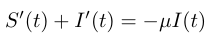 S′(t) + I′(t) = −μI(t)